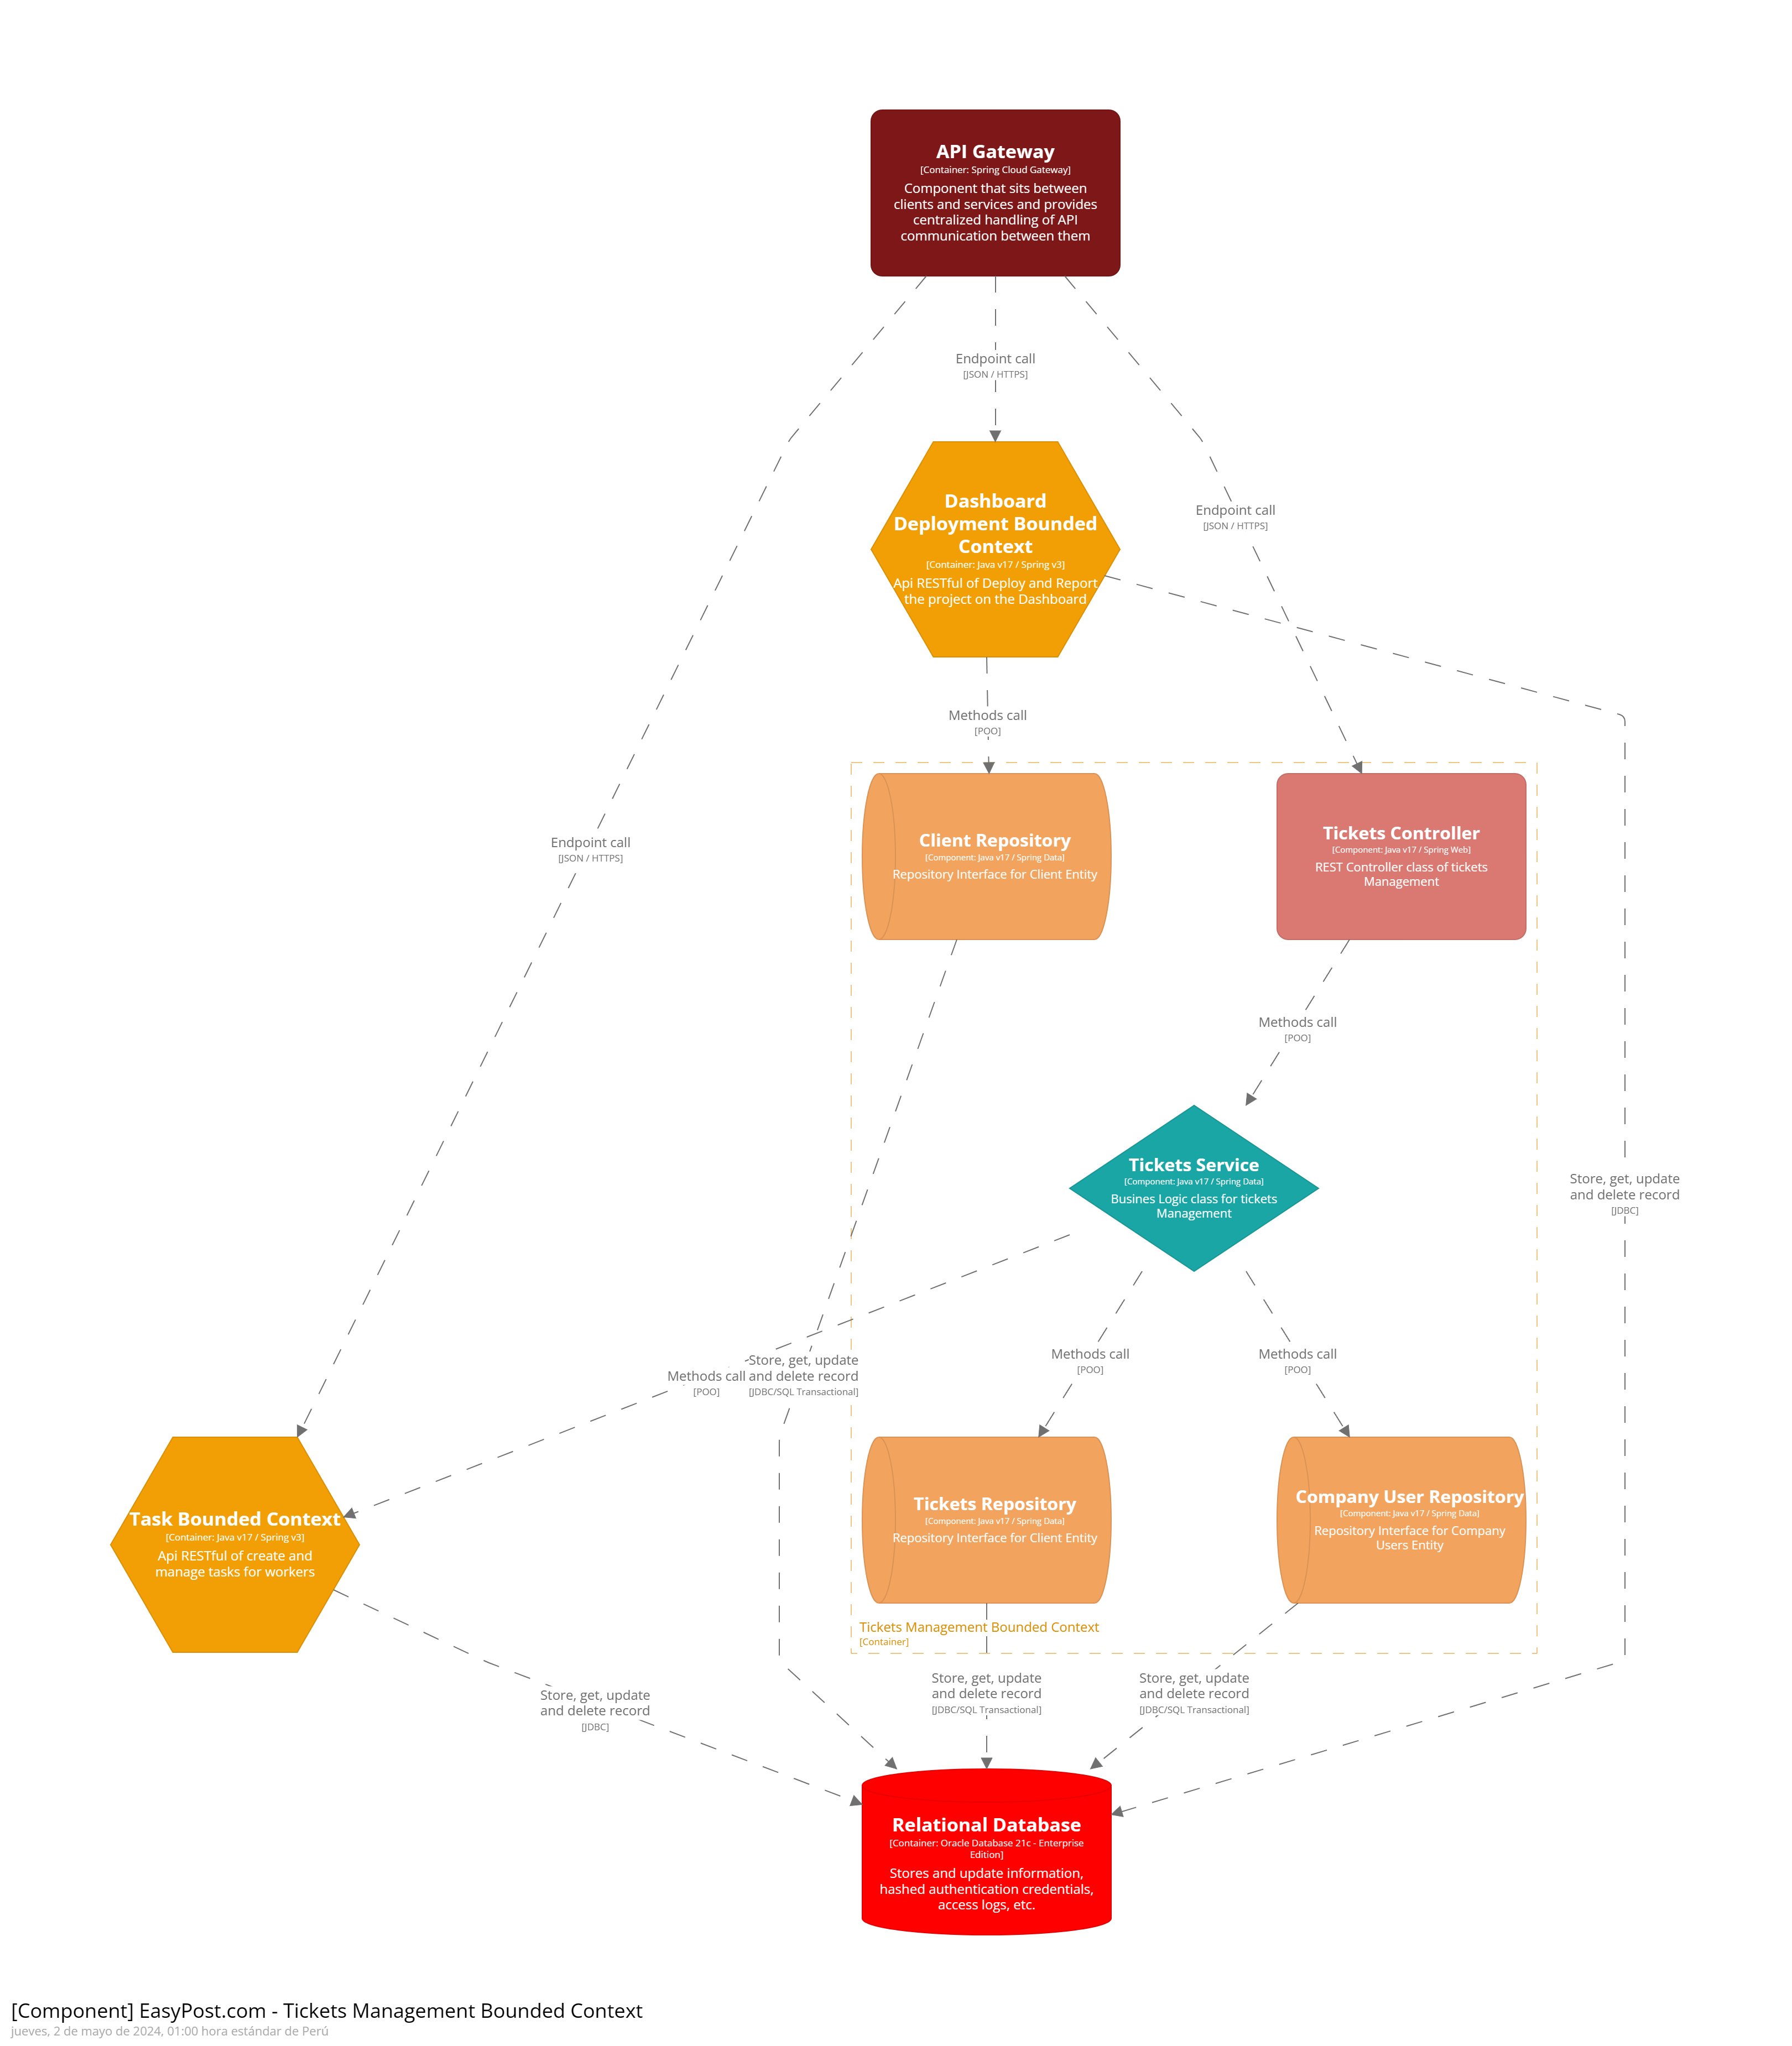 API Gateway
[Container: Spring Cloud Gateway]
Component that sits between
clients and services and provides
centralized handling of API
communication between them
Endpoint call
[JSON / HTTPS]
Dashboard
Deployment Bounded
Context
[Container: Java v17 / Spring v3]
Api RESTful of Deploy and Report
the project on the Dashboard
Endpoint call
[JSON / HTTPS]
Methods call
[POO]
Endpoint call
[JSON / HTTPS]
Client Repository
[Component: Java v17 / Spring Data]
Repository Interface for Client Entity
Tickets Controller
[Component: Java v17 / Spring Web]
REST Controller class of tickets
Management
Methods call
[POO]
Tickets Service
[Component: Java v17 / Spring Data]
Busines Logic class for tickets
Management
Store, get, update
and delete record
[JDBC]
Methods call
[POO]
Store, get, update
and delete record
[JDBC/SQL Transactional]
Methods call
[POO]
Methods call
[POO]
Task Bounded Context
[Container: Java v17 / Spring v3]
Api RESTful of create and
manage tasks for workers
Tickets Repository
[Component: Java v17 / Spring Data]
Repository Interface for Client Entity
Company User Repository
[Component: Java v17 / Spring Data]
Repository Interface for Company
Users Entity
Tickets Management Bounded Context
[Container]
Store, get, update
and delete record
[JDBC]
Store, get, update
and delete record
[JDBC/SQL Transactional]
Store, get, update
and delete record
[JDBC/SQL Transactional]
Relational Database
[Container: Oracle Database 21c - Enterprise
Edition]
Stores and update information,
hashed authentication credentials,
access logs, etc.
[Component] EasyPost.com - Tickets Management Bounded Context
jueves, 2 de mayo de 2024, 01:00 hora estándar de Perú